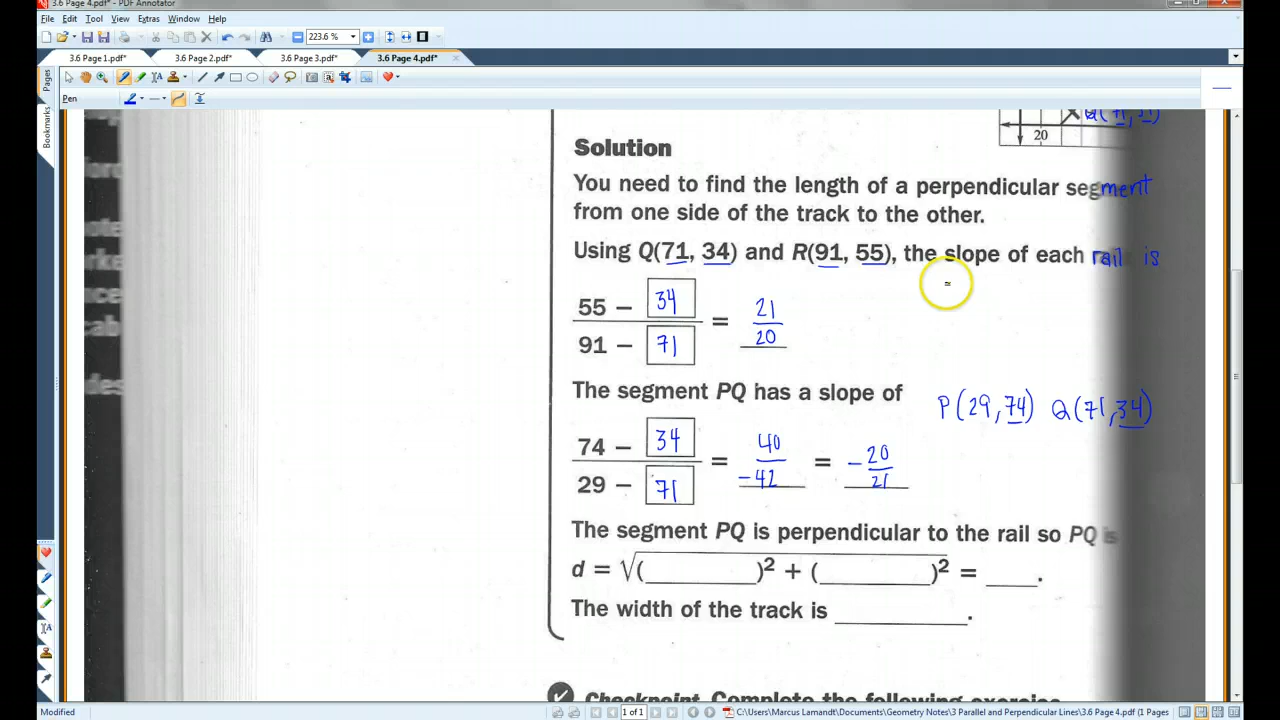 3.6 Page 4.pdf* - PDF Annotator
File Edit Tool View Extras Window Help
223.6 %
3.6 Page 1.pdf* 3.6 Page 2.pdf* 3.6 Page 3.pdf* 3.6 Page 4.pdf*
Pen
Pages
Bookmarks
Q(71, 34)
20
Solution
You need to find the length of a perpendicular segment
from one side of the track to the other.
Using Q(71, 34) and R(91, 55), the slope of each rail is
55 − 34 = 21
91 − 71 20
The segment PQ has a slope of
P(29, 74) Q(71, 34)
74 − 34 = 40 = − 20
29 − 71 −42 21
The segment PQ is perpendicular to the rail so PQ is
d = √(__________)² + (__________)² = ____.
The width of the track is __________.
Checkpoint Complete the following exercise
Modified
1 of 1
C:\Users\Marcus Lamandt\Documents\Geometry Notes\3 Parallel and Perpendicular Lines\3.6 Page 4.pdf (1 Pages